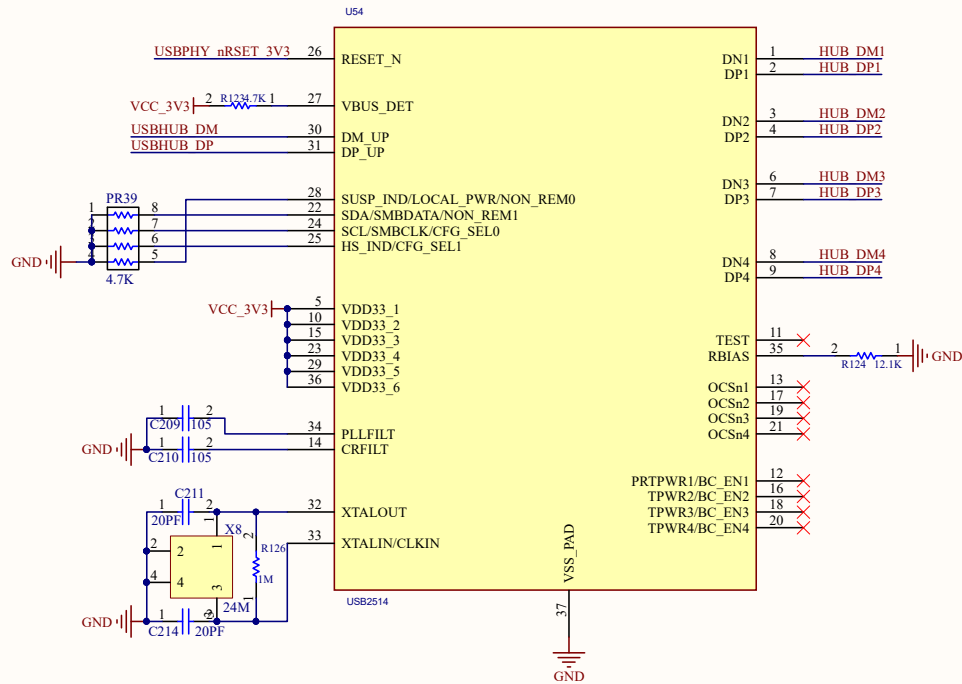 U54
USBPHY_nRSET_3V3 26 RESET_N DN1 1 HUB_DM1
DP1 2 HUB_DP1
VCC_3V3 2 R123 4.7K 1 27 VBUS_DET
DN2 3 HUB_DM2
USBHUB_DM 30 DM_UP DP2 4 HUB_DP2
USBHUB_DP 31 DP_UP
DN3 6 HUB_DM3
PR39 28 SUSP_IND/LOCAL_PWR/NON_REM0 DP3 7 HUB_DP3
1 8 22 SDA/SMBDATA/NON_REM1
2 7 24 SCL/SMBCLK/CFG_SEL0
3 6 25 HS_IND/CFG_SEL1
GND 4 5 DN4 8 HUB_DM4
4.7K DP4 9 HUB_DP4
VCC_3V3 5 VDD33_1
10 VDD33_2
15 VDD33_3 TEST 11
23 VDD33_4 RBIAS 35 2 R124 12.1K 1 GND
29 VDD33_5
36 VDD33_6 OCSn1 13
OCSn2 17
1 2 OCSn3 19
C209 105 34 PLLFILT OCSn4 21
GND 1 2 14 CRFILT
C210 105
PRTPWR1/BC_EN1 12
C211 TPWR2/BC_EN2 16
1 2 32 XTALOUT TPWR3/BC_EN3 18
20PF 1 X8 TPWR4/BC_EN4 20
2 2 1 2 R126 33 XTALIN/CLKIN
4 4 3 1M VSS_PAD
24M 1
GND 1 3 2 USB2514
C214 20PF 37
GND